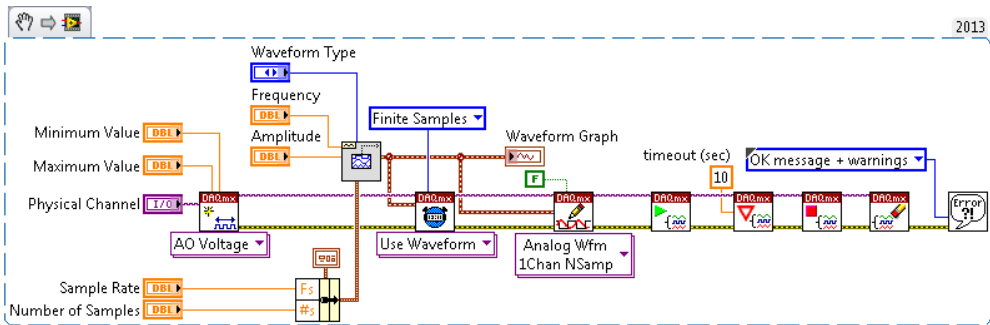 2013
Waveform Type
Frequency
DBL
Amplitude
DBL
Finite Samples
Waveform Graph
timeout (sec)
10
OK message + warnings
Minimum Value
DBL
Maximum Value
DBL
Physical Channel
I/O
F
DAQmx
DAQmx
DAQmx
DAQmx
DAQmx
DAQmx
DAQmx
Error
?!
AO Voltage
Use Waveform
Analog Wfm
1Chan NSamp
Sample Rate
DBL
Fs
Number of Samples
DBL
#s